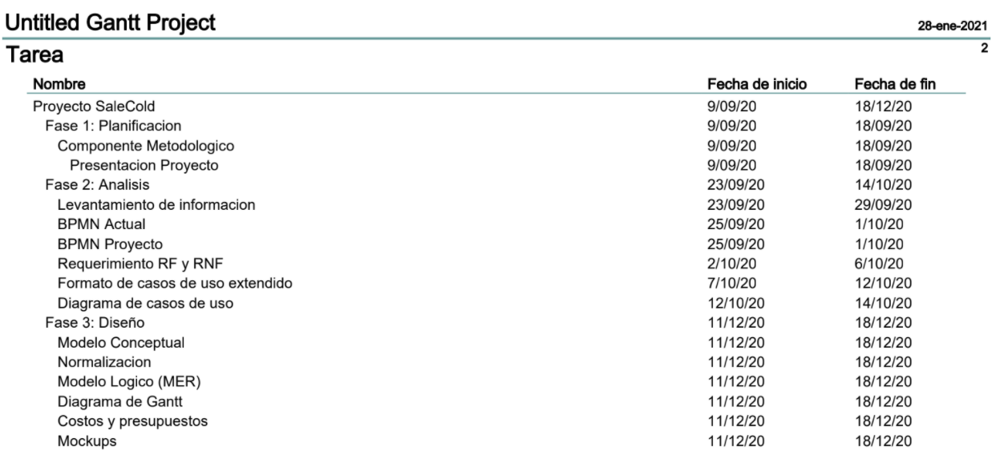 Untitled Gantt Project
28-ene-2021
Tarea
2
Nombre Fecha de inicio Fecha de fin
Proyecto SaleCold 9/09/20 18/12/20
Fase 1: Planificacion 9/09/20 18/09/20
Componente Metodologico 9/09/20 18/09/20
Presentacion Proyecto 9/09/20 18/09/20
Fase 2: Analisis 23/09/20 14/10/20
Levantamiento de informacion 23/09/20 29/09/20
BPMN Actual 25/09/20 1/10/20
BPMN Proyecto 25/09/20 1/10/20
Requerimiento RF y RNF 2/10/20 6/10/20
Formato de casos de uso extendido 7/10/20 12/10/20
Diagrama de casos de uso 12/10/20 14/10/20
Fase 3: Diseño 11/12/20 18/12/20
Modelo Conceptual 11/12/20 18/12/20
Normalizacion 11/12/20 18/12/20
Modelo Logico (MER) 11/12/20 18/12/20
Diagrama de Gantt 11/12/20 18/12/20
Costos y presupuestos 11/12/20 18/12/20
Mockups 11/12/20 18/12/20